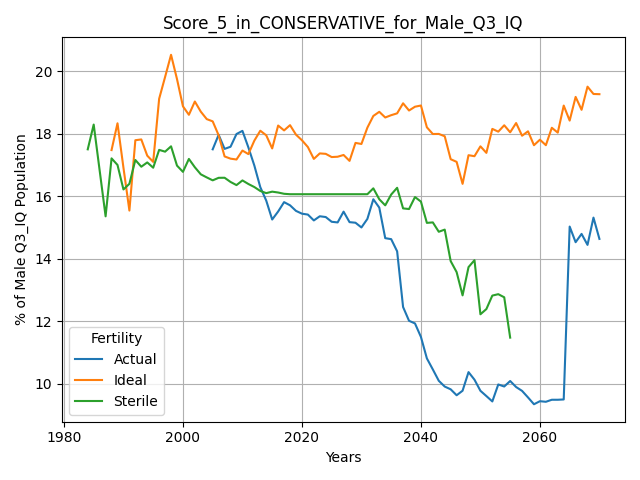 Score_5_in_CONSERVATIVE_for_Male_Q3_IQ
% of Male Q3_IQ Population
20
18
16
14
12
10
Fertility
Actual
Ideal
Sterile
1980
2000
2020
2040
2060
Years